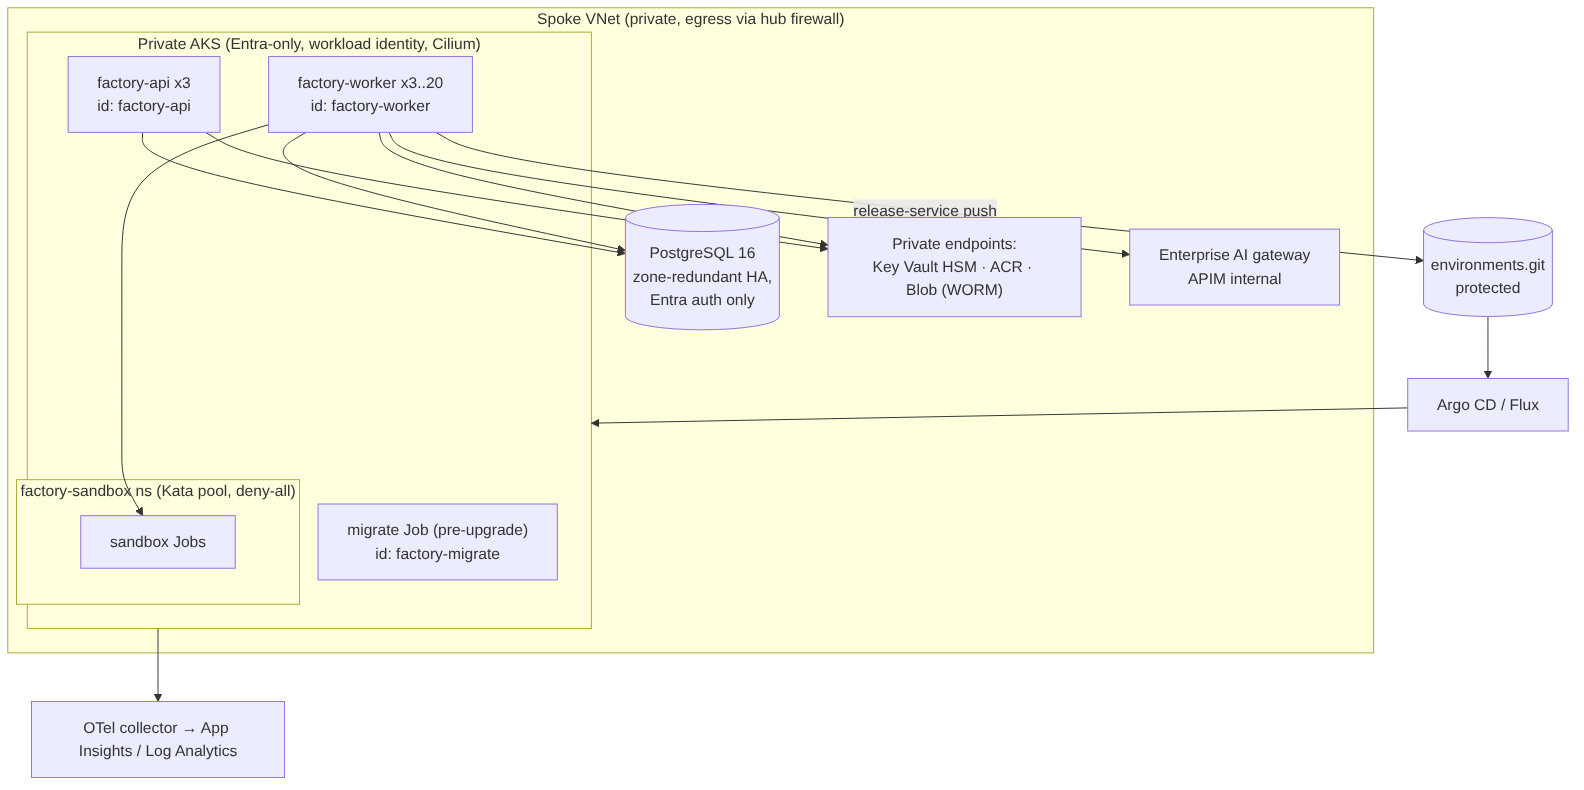 Spoke VNet (private, egress via hub firewall)
Private AKS (Entra-only, workload identity, Cilium)
factory-api x3
id: factory-api
factory-worker x3..20
id: factory-worker
release-service push
PostgreSQL 16
zone-redundant HA,
Entra auth only
Private endpoints:
Key Vault HSM · ACR ·
Blob (WORM)
Enterprise AI gateway
APIM internal
environments.git
protected
Argo CD / Flux
factory-sandbox ns (Kata pool, deny-all)
sandbox Jobs
migrate Job (pre-upgrade)
id: factory-migrate
OTel collector → App
Insights / Log Analytics